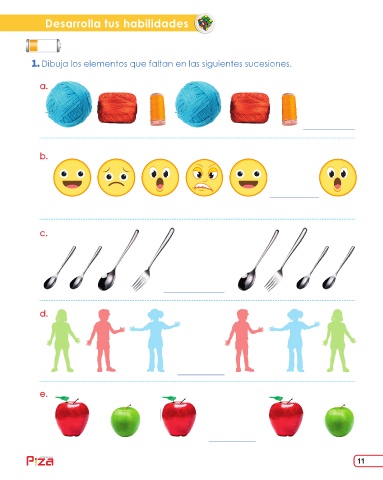 Desarrolla tus habilidades
1. Dibuja los elementos que faltan en las siguientes sucesiones.
a.
b.
c.
d.
e.
Piza
11